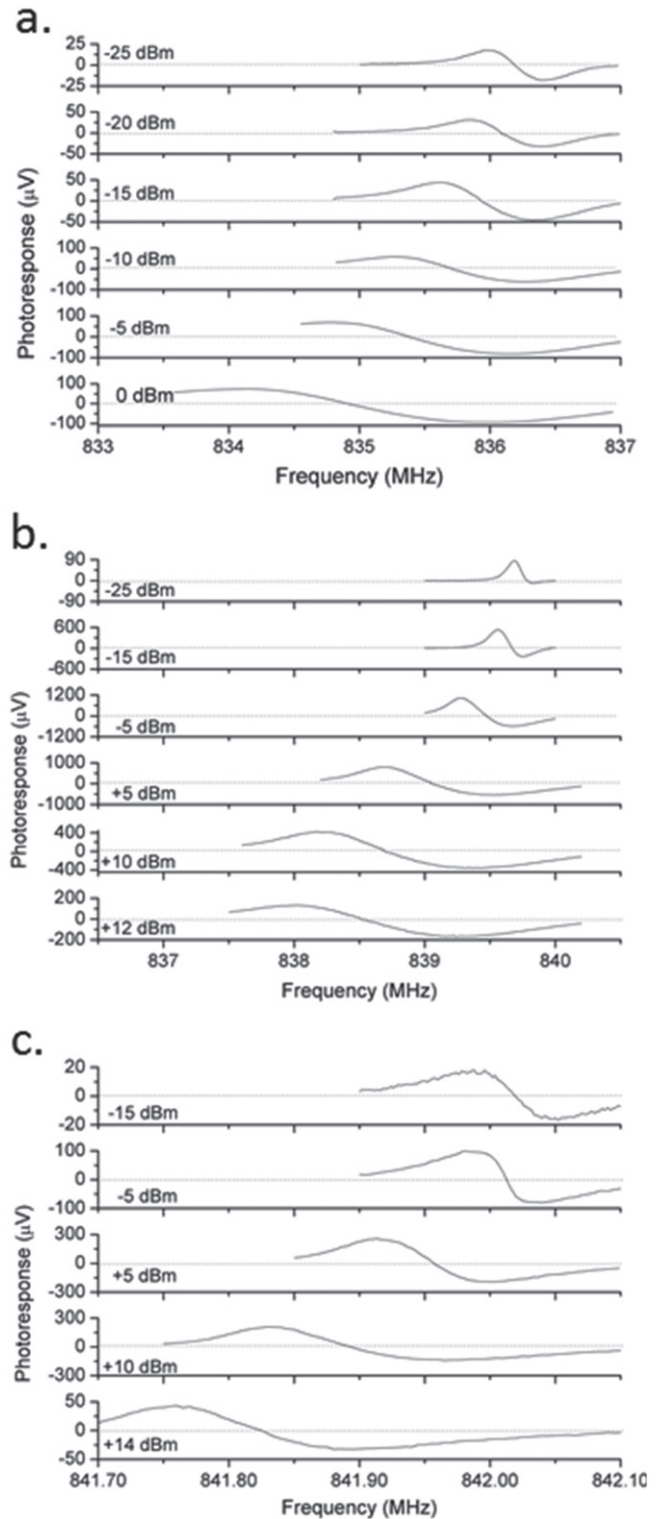 a.
Photoresponse (µV)
25
0
-25
-25 dBm
50
0
-50
-20 dBm
50
0
-50
-15 dBm
100
0
-100
-10 dBm
100
0
-100
-5 dBm
100
0
-100
0 dBm
833 834 835 836 837
Frequency (MHz)
b.
Photoresponse (µV)
90
0
-90
-25 dBm
600
0
-600
-15 dBm
1200
0
-1200
-5 dBm
1000
0
-1000
+5 dBm
400
0
-400
+10 dBm
200
0
-200
+12 dBm
837 838 839 840
Frequency (MHz)
c.
Photoresponse (µV)
20
0
-20
-15 dBm
100
0
-100
-5 dBm
300
0
-300
+5 dBm
300
0
-300
+10 dBm
50
0
-50
+14 dBm
841.70 841.80 841.90 842.00 842.10
Frequency (MHz)